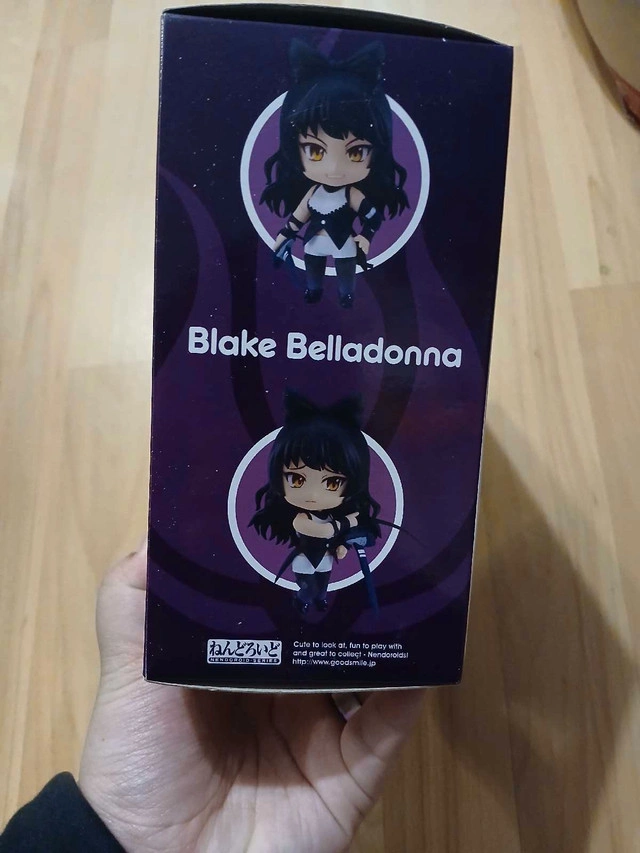 Blake Belladonna
ねんどろいど
NENDOROID SERIES
Cute to look at, fun to play with
and great to collect - Nendoroids!
http://www.goodsmile.jp